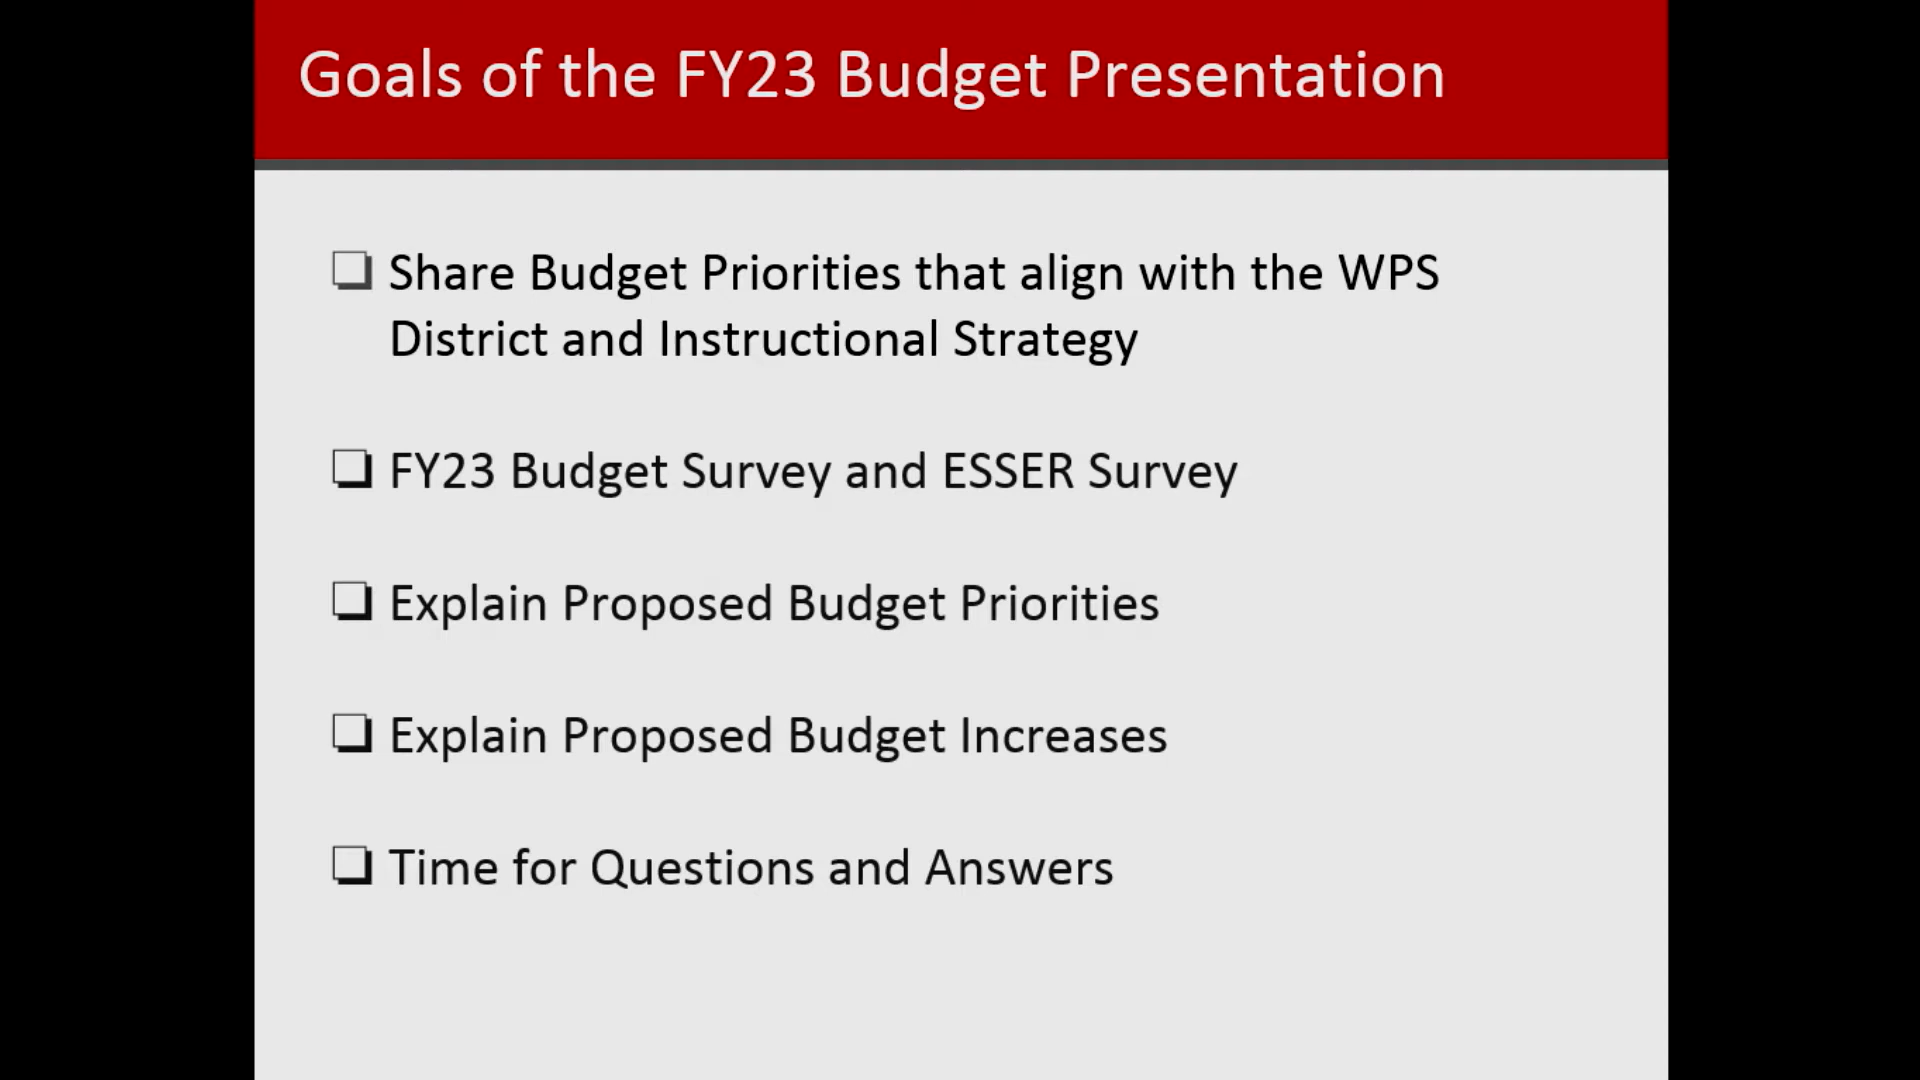 Goals of the FY23 Budget Presentation
❏ Share Budget Priorities that align with the WPS
District and Instructional Strategy
❏ FY23 Budget Survey and ESSER Survey
❏ Explain Proposed Budget Priorities
❏ Explain Proposed Budget Increases
❏ Time for Questions and Answers